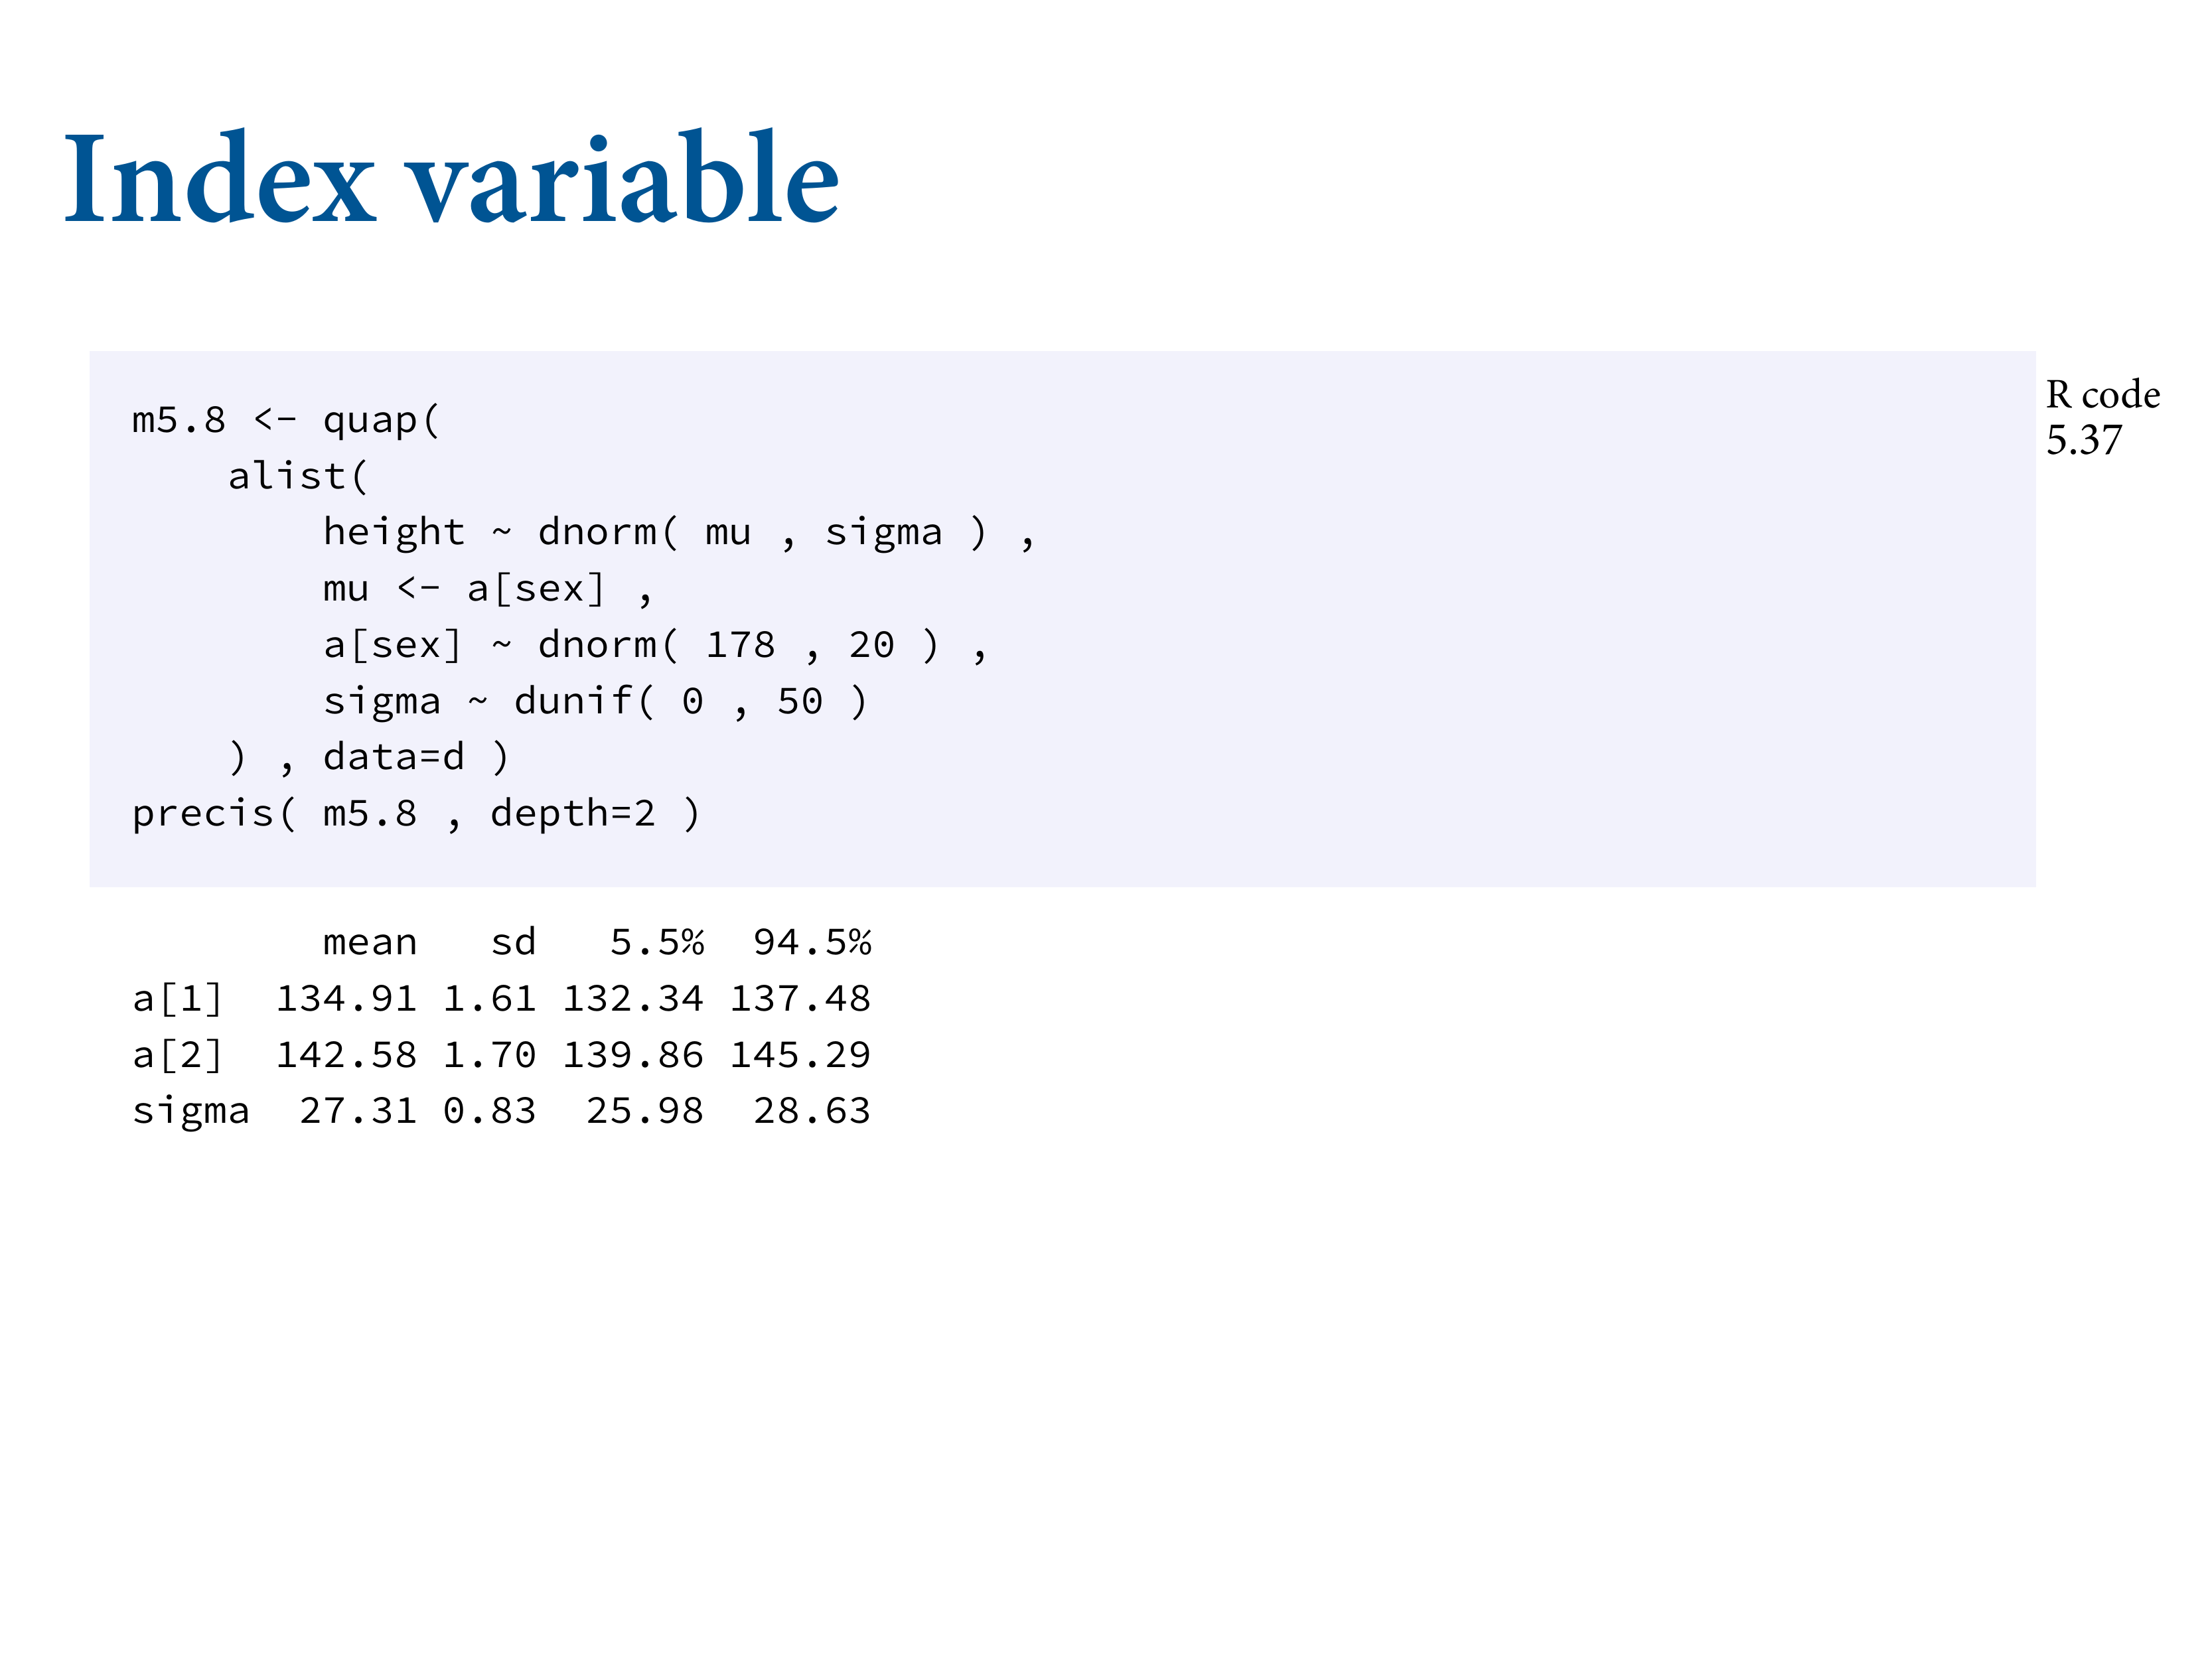 Index variable
R code
5.37
m5.8 <- quap(
    alist(
        height ~ dnorm( mu , sigma ) ,
        mu <- a[sex] ,
        a[sex] ~ dnorm( 178 , 20 ) ,
        sigma ~ dunif( 0 , 50 )
    ) , data=d )
precis( m5.8 , depth=2 )
        mean   sd   5.5%  94.5%
a[1]  134.91 1.61 132.34 137.48
a[2]  142.58 1.70 139.86 145.29
sigma  27.31 0.83  25.98  28.63